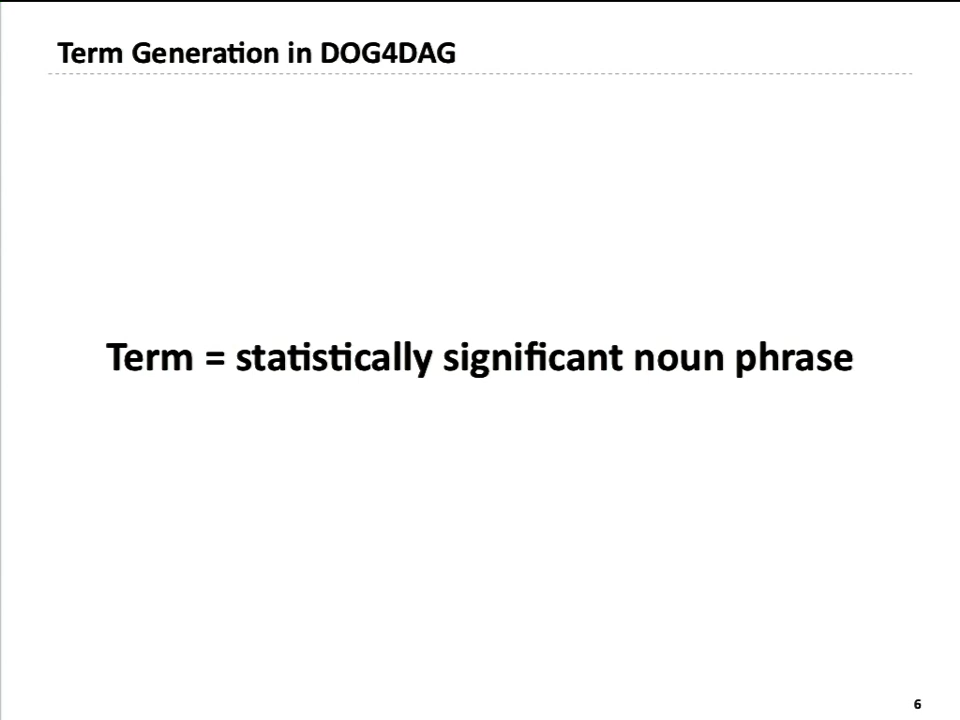 Term Generation in DOG4DAG
Term = statistically significant noun phrase
6